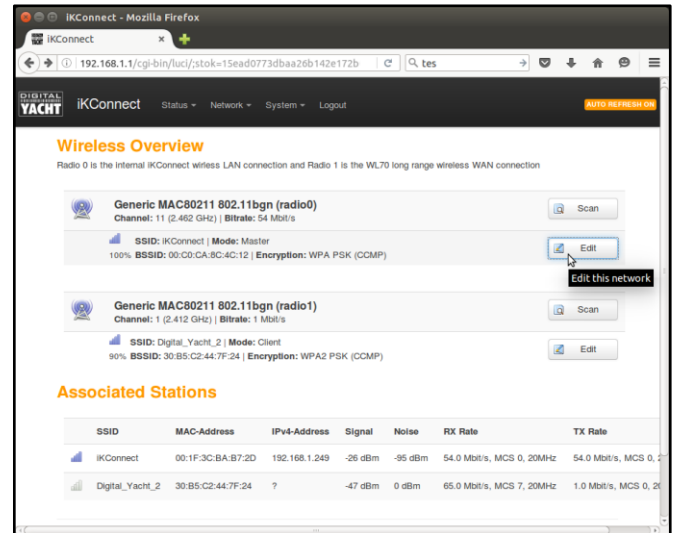 iKConnect - Mozilla Firefox
iKConnect ×
192.168.1.1/cgi-bin/luci/;stok=15ead0773dbaa26b142e172b tes
DIGITAL YACHT iKConnect Status Network System Logout AUTO REFRESH ON
Wireless Overview
Radio 0 is the Internal iKConnect wirless LAN connection and Radio 1 is the WL70 long range wireless WAN connection
Generic MAC80211 802.11bgn (radio0)
Channel: 11 (2.462 GHz) | Bitrate: 54 Mbit/s
Scan
SSID: iKConnect | Mode: Master
100% BSSID: 00:C0:CA:8C:4C:12 | Encryption: WPA PSK (CCMP)
Edit
Edit this network
Generic MAC80211 802.11bgn (radio1)
Channel: 1 (2.412 GHz) | Bitrate: 1 Mbit/s
Scan
SSID: Digital_Yacht_2 | Mode: Client
90% BSSID: 30:B5:C2:44:7F:24 | Encryption: WPA2 PSK (CCMP)
Edit
Associated Stations
SSID MAC-Address IPv4-Address Signal Noise RX Rate TX Rate
iKConnect 00:1F:3C:BA:B7:2D 192.168.1.249 -26 dBm -95 dBm 54.0 Mbit/s, MCS 0, 20MHz 54.0 Mbit/s, MCS 0, 2
Digital_Yacht_2 30:B5:C2:44:7F:24 ? -47 dBm 0 dBm 65.0 Mbit/s, MCS 7, 20MHz 1.0 Mbit/s, MCS 0, 20